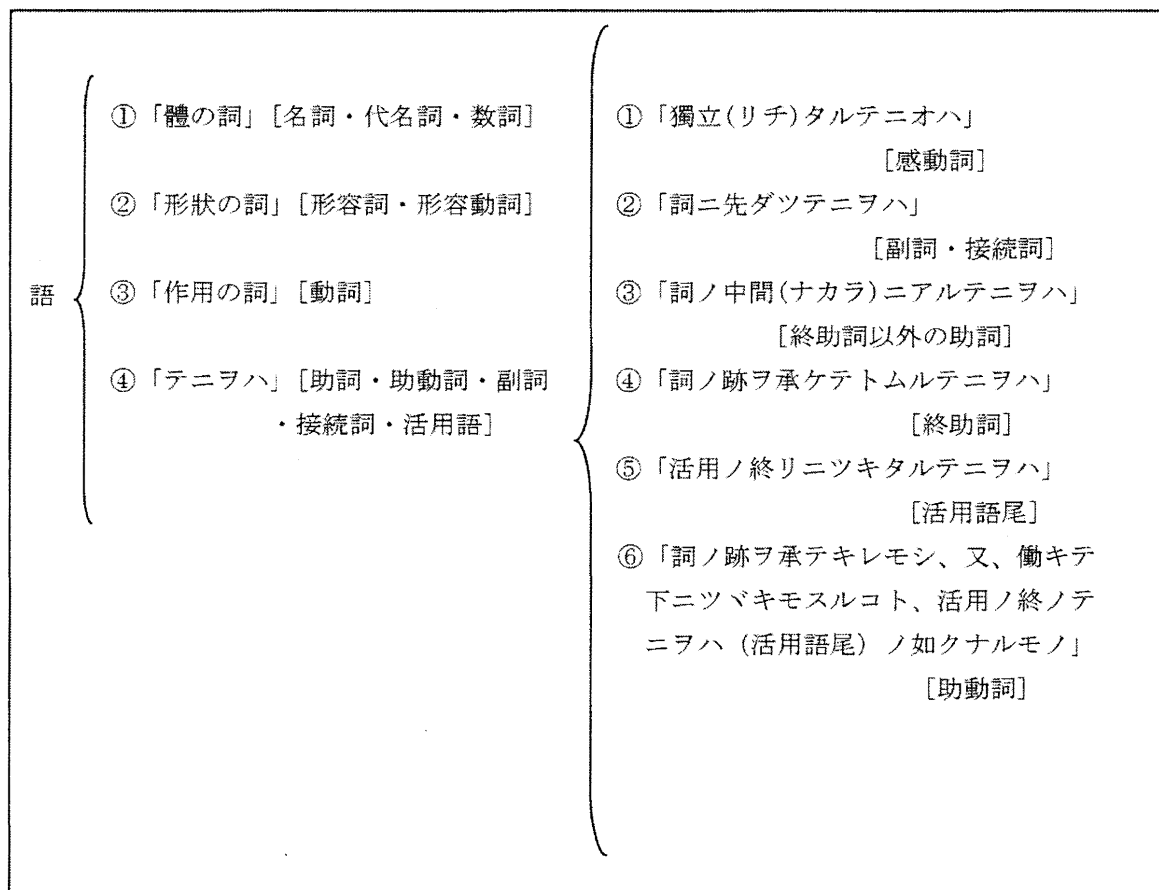 語
①「體の詞」[名詞・代名詞・数詞]
②「形狀の詞」[形容詞・形容動詞]
③「作用の詞」[動詞]
④「テニヲハ」[助詞・助動詞・副詞
・接続詞・活用語]
①「獨立(リチ)タルテニオハ」
[感動詞]
②「詞ニ先ダツテニヲハ」
[副詞・接続詞]
③「詞ノ中間(ナカラ)ニアルテニヲハ」
[終助詞以外の助詞]
④「詞ノ跡ヲ承ケテトムルテニヲハ」
[終助詞]
⑤「活用ノ終リニツキタルテニヲハ」
[活用語尾]
⑥「詞ノ跡ヲ承テキレモシ、又、働キテ
下ニツヾキモスルコト、活用ノ終ノテ
ニヲハ(活用語尾)ノ如クナルモノ」
[助動詞]